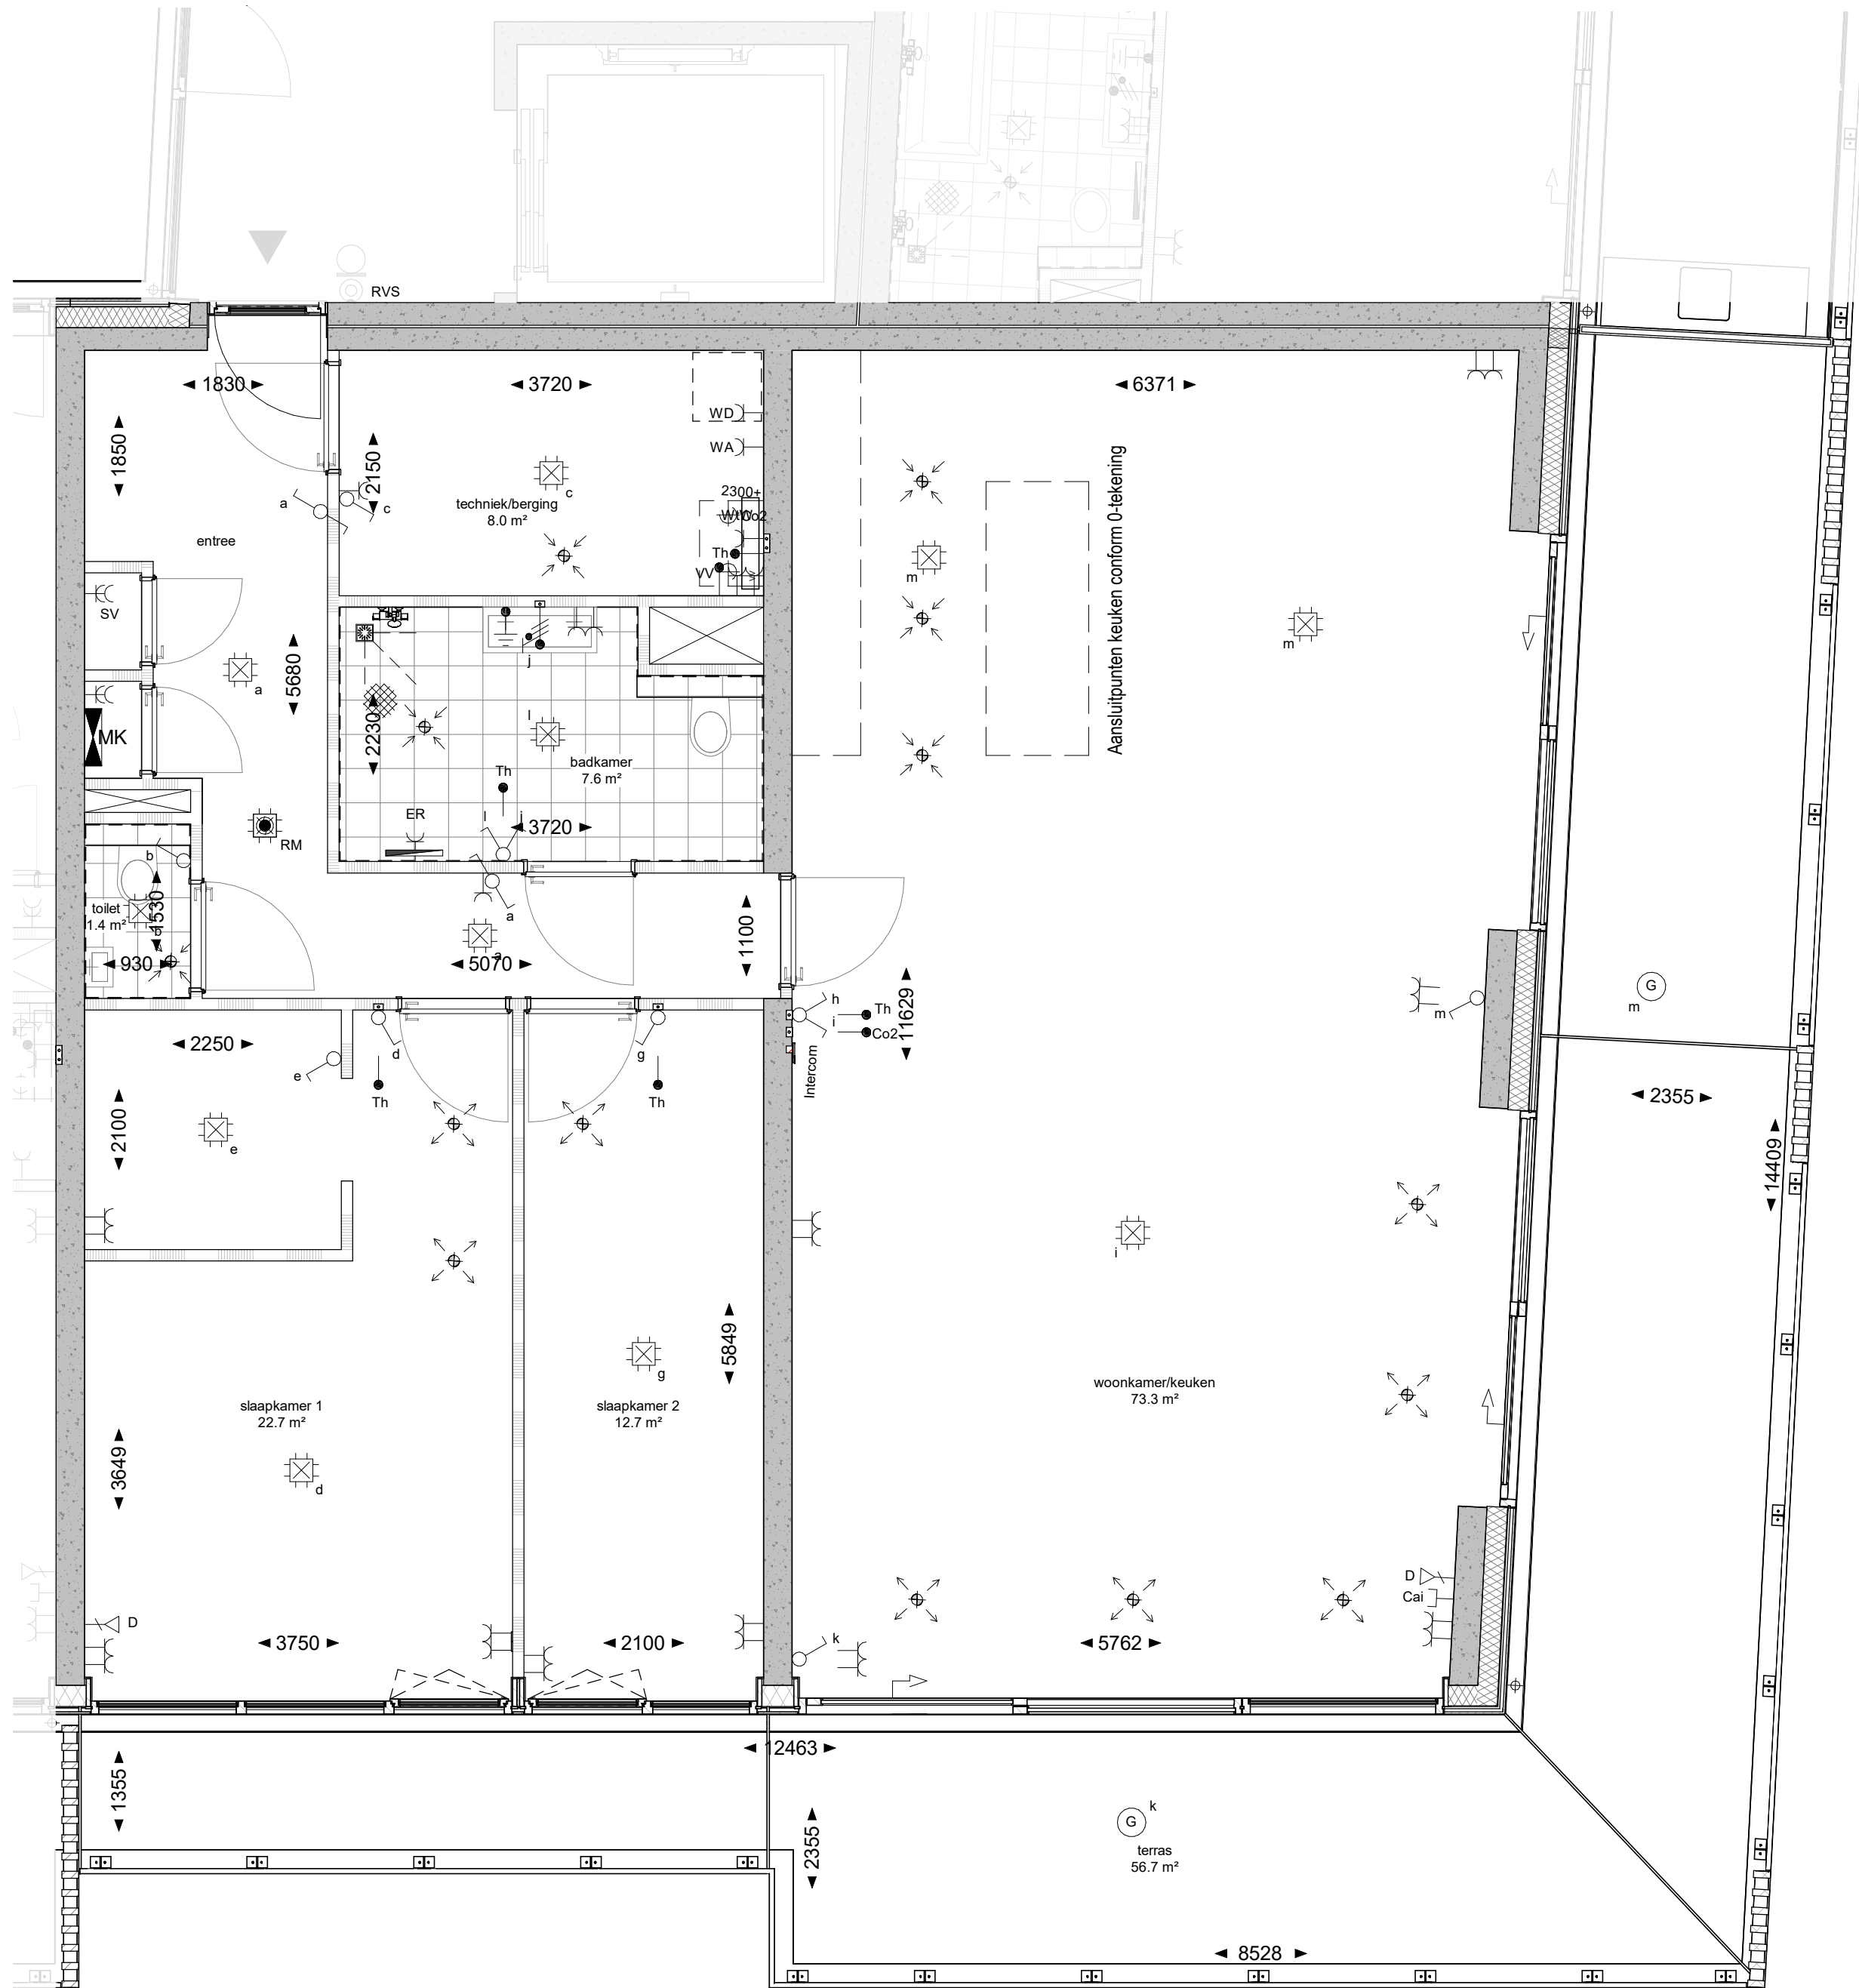 RVS
1830
3720
6371
1850
2150
WD
WA
a
c
c
techniek/berging
8.0 m²
2300+
Co2
Th
VV
entree
m
m
Aansluitpunten keuken conform 0-tekening
SV
a
5680
MK
j
l
2230
badkamer
7.6 m²
Th
ER
l
j
3720
RM
b
toilet
1.4 m²
1530
b
930
a
a
5070
1100
h
i
Th
Co2
Intercom
11629
m
G
m
2250
e
d
g
Th
Th
2100
e
2355
14409
i
5849
g
slaapkamer 1
22.7 m²
slaapkamer 2
12.7 m²
woonkamer/keuken
73.3 m²
3649
d
D
D
Cai
3750
2100
k
5762
12463
1355
2355
G
k
terras
56.7 m²
8528